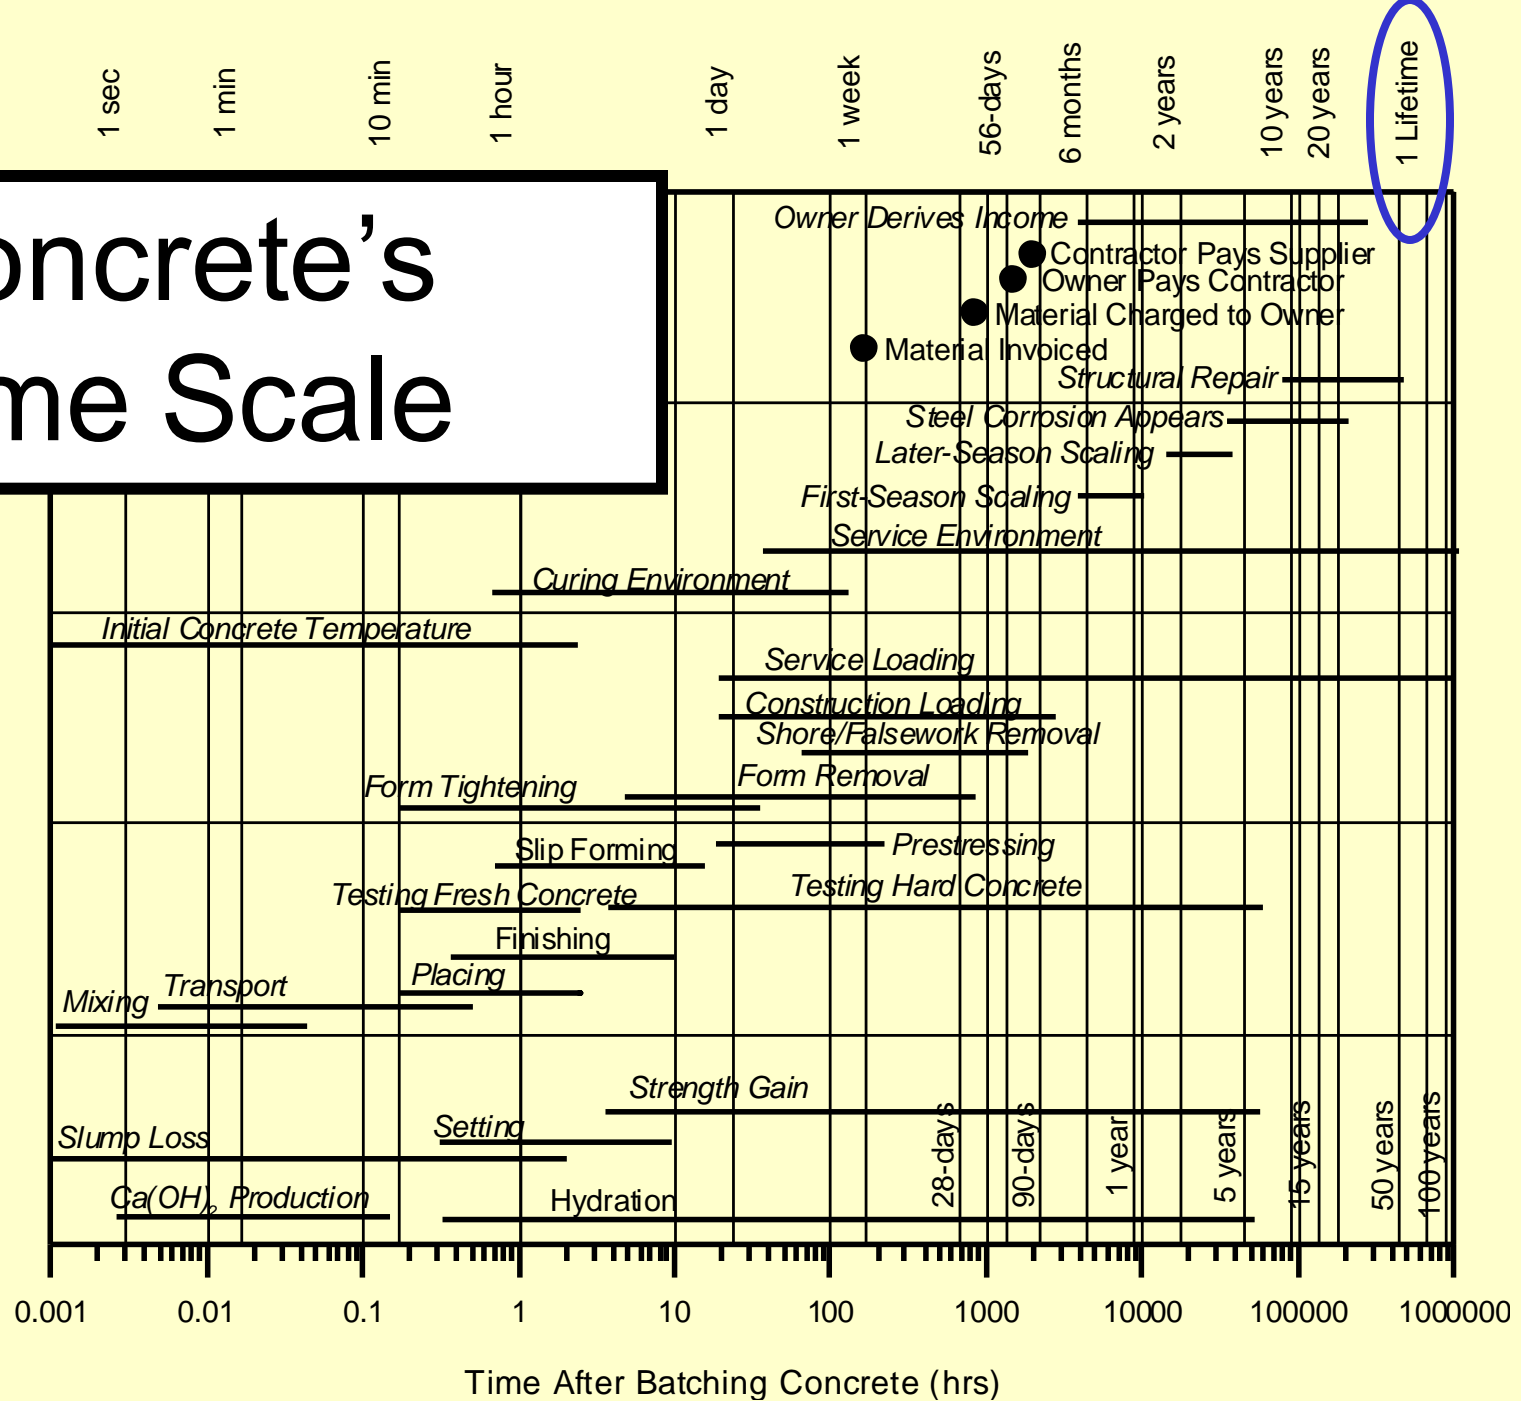 1 sec
1 min
10 min
1 hour
1 day
1 week
56-days
6 months
2 years
10 years
20 years
1 Lifetime
oncrete’s
me Scale
Owner Derives Income
Contractor Pays Supplier
Owner Pays Contractor
Material Charged to Owner
Material Invoiced
Structural Repair
Steel Corrosion Appears
Later-Season Scaling
First-Season Scaling
Service Environment
Curing Environment
Initial Concrete Temperature
Service Loading
Construction Loading
Shore/Falsework Removal
Form Removal
Form Tightening
Prestressing
Slip Forming
Testing Hard Concrete
Testing Fresh Concrete
Finishing
Placing
Transport
Mixing
Strength Gain
Setting
Slump Loss
Ca(OH)₂ Production
Hydration
28-days
90-days
1 year
5 years
15 years
50 years
100 years
0.001
0.01
0.1
1
10
100
1000
10000
100000
1000000
Time After Batching Concrete (hrs)